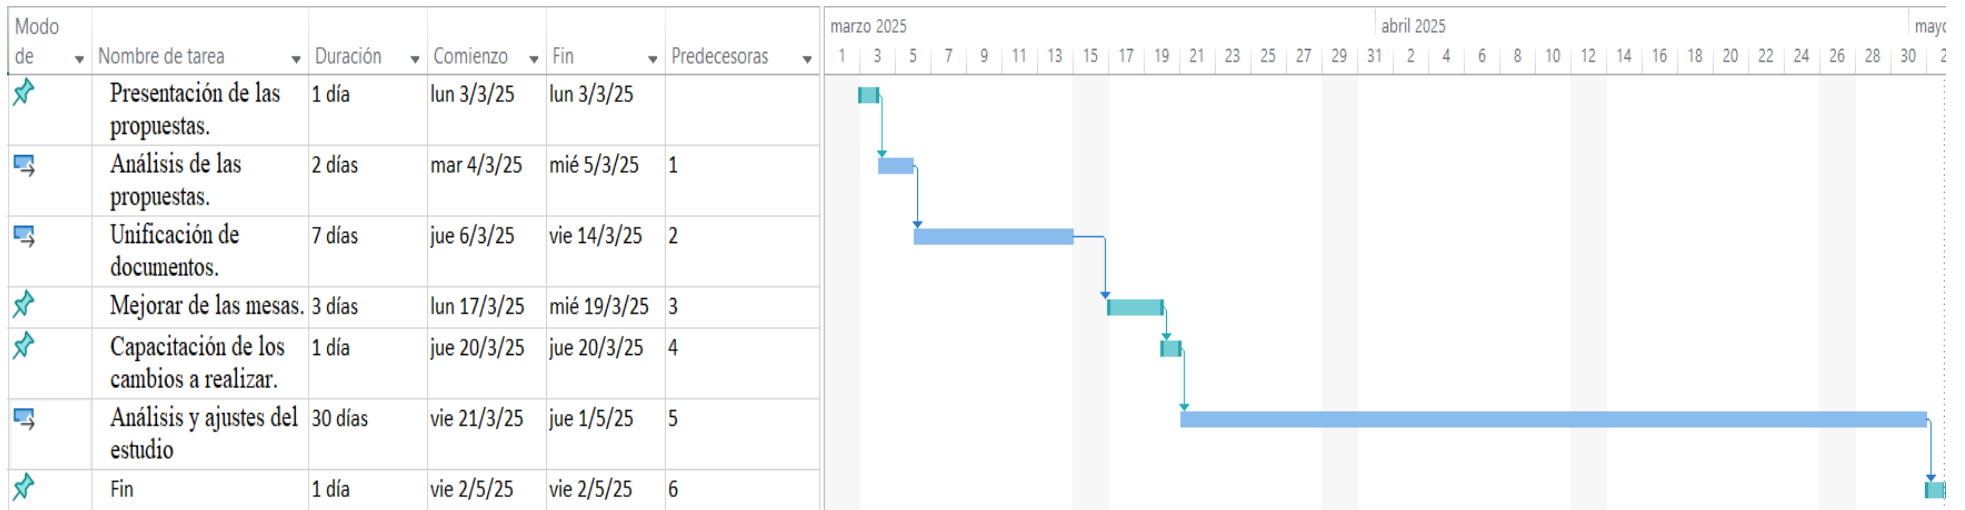 Modo de	Nombre de tarea	Duración	Comienzo	Fin	Predecesoras
marzo 2025	abril 2025	mayo
1 3 5 7 9 11 13 15 17 19 21 23 25 27 29 31 2 4 6 8 10 12 14 16 18 20 22 24 26 28 30 2
Presentación de las	1 día	lun 3/3/25	lun 3/3/25
propuestas.
Análisis de las	2 días	mar 4/3/25	mié 5/3/25	1
propuestas.
Unificación de	7 días	jue 6/3/25	vie 14/3/25	2
documentos.
Mejorar de las mesas.	3 días	lun 17/3/25	mié 19/3/25	3
Capacitación de los	1 día	jue 20/3/25	jue 20/3/25	4
cambios a realizar.
Análisis y ajustes del	30 días	vie 21/3/25	jue 1/5/25	5
estudio
Fin	1 día	vie 2/5/25	vie 2/5/25	6